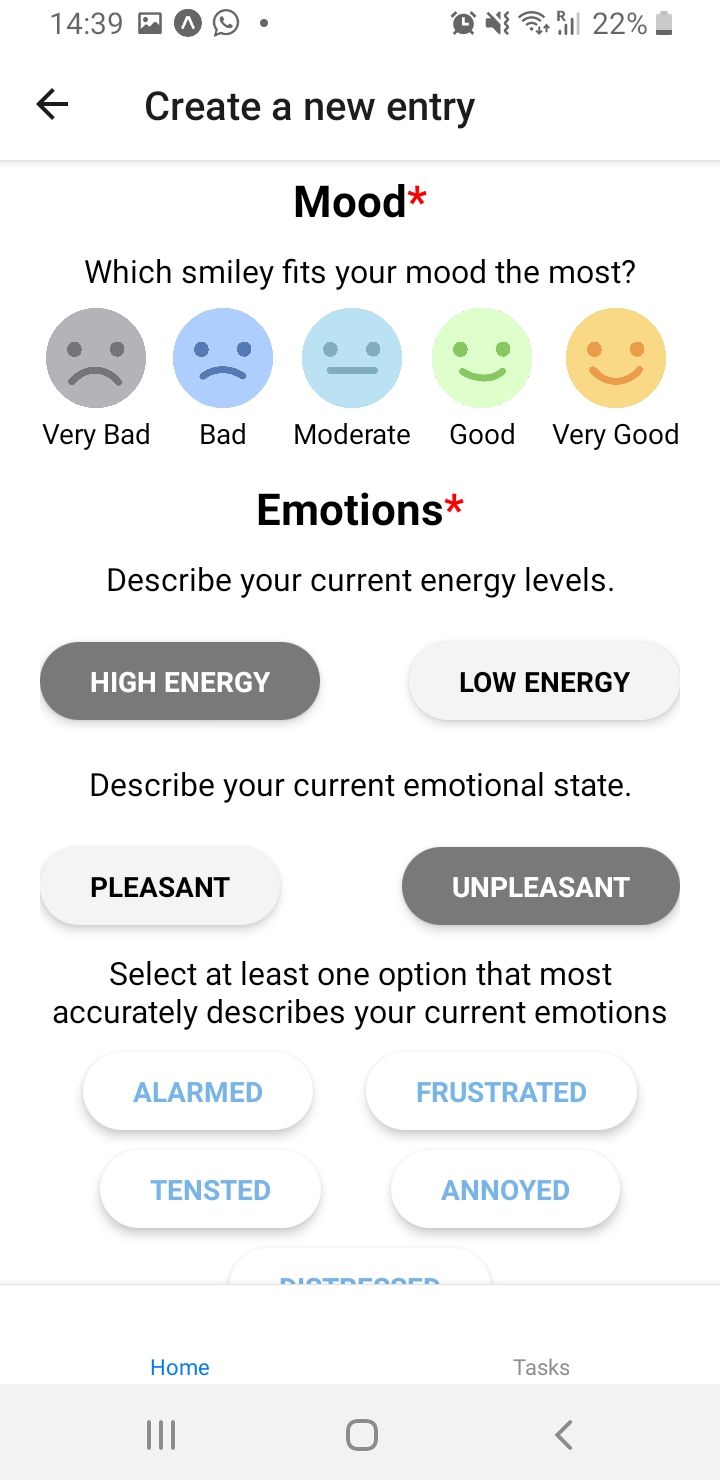 14:39 R 22%
Create a new entry
Mood*
Which smiley fits your mood the most?
Very Bad Bad Moderate Good Very Good
Emotions*
Describe your current energy levels.
HIGH ENERGY LOW ENERGY
Describe your current emotional state.
PLEASANT UNPLEASANT
Select at least one option that most
accurately describes your current emotions
ALARMED FRUSTRATED
TENSTED ANNOYED
DISTRESSED
Home Tasks